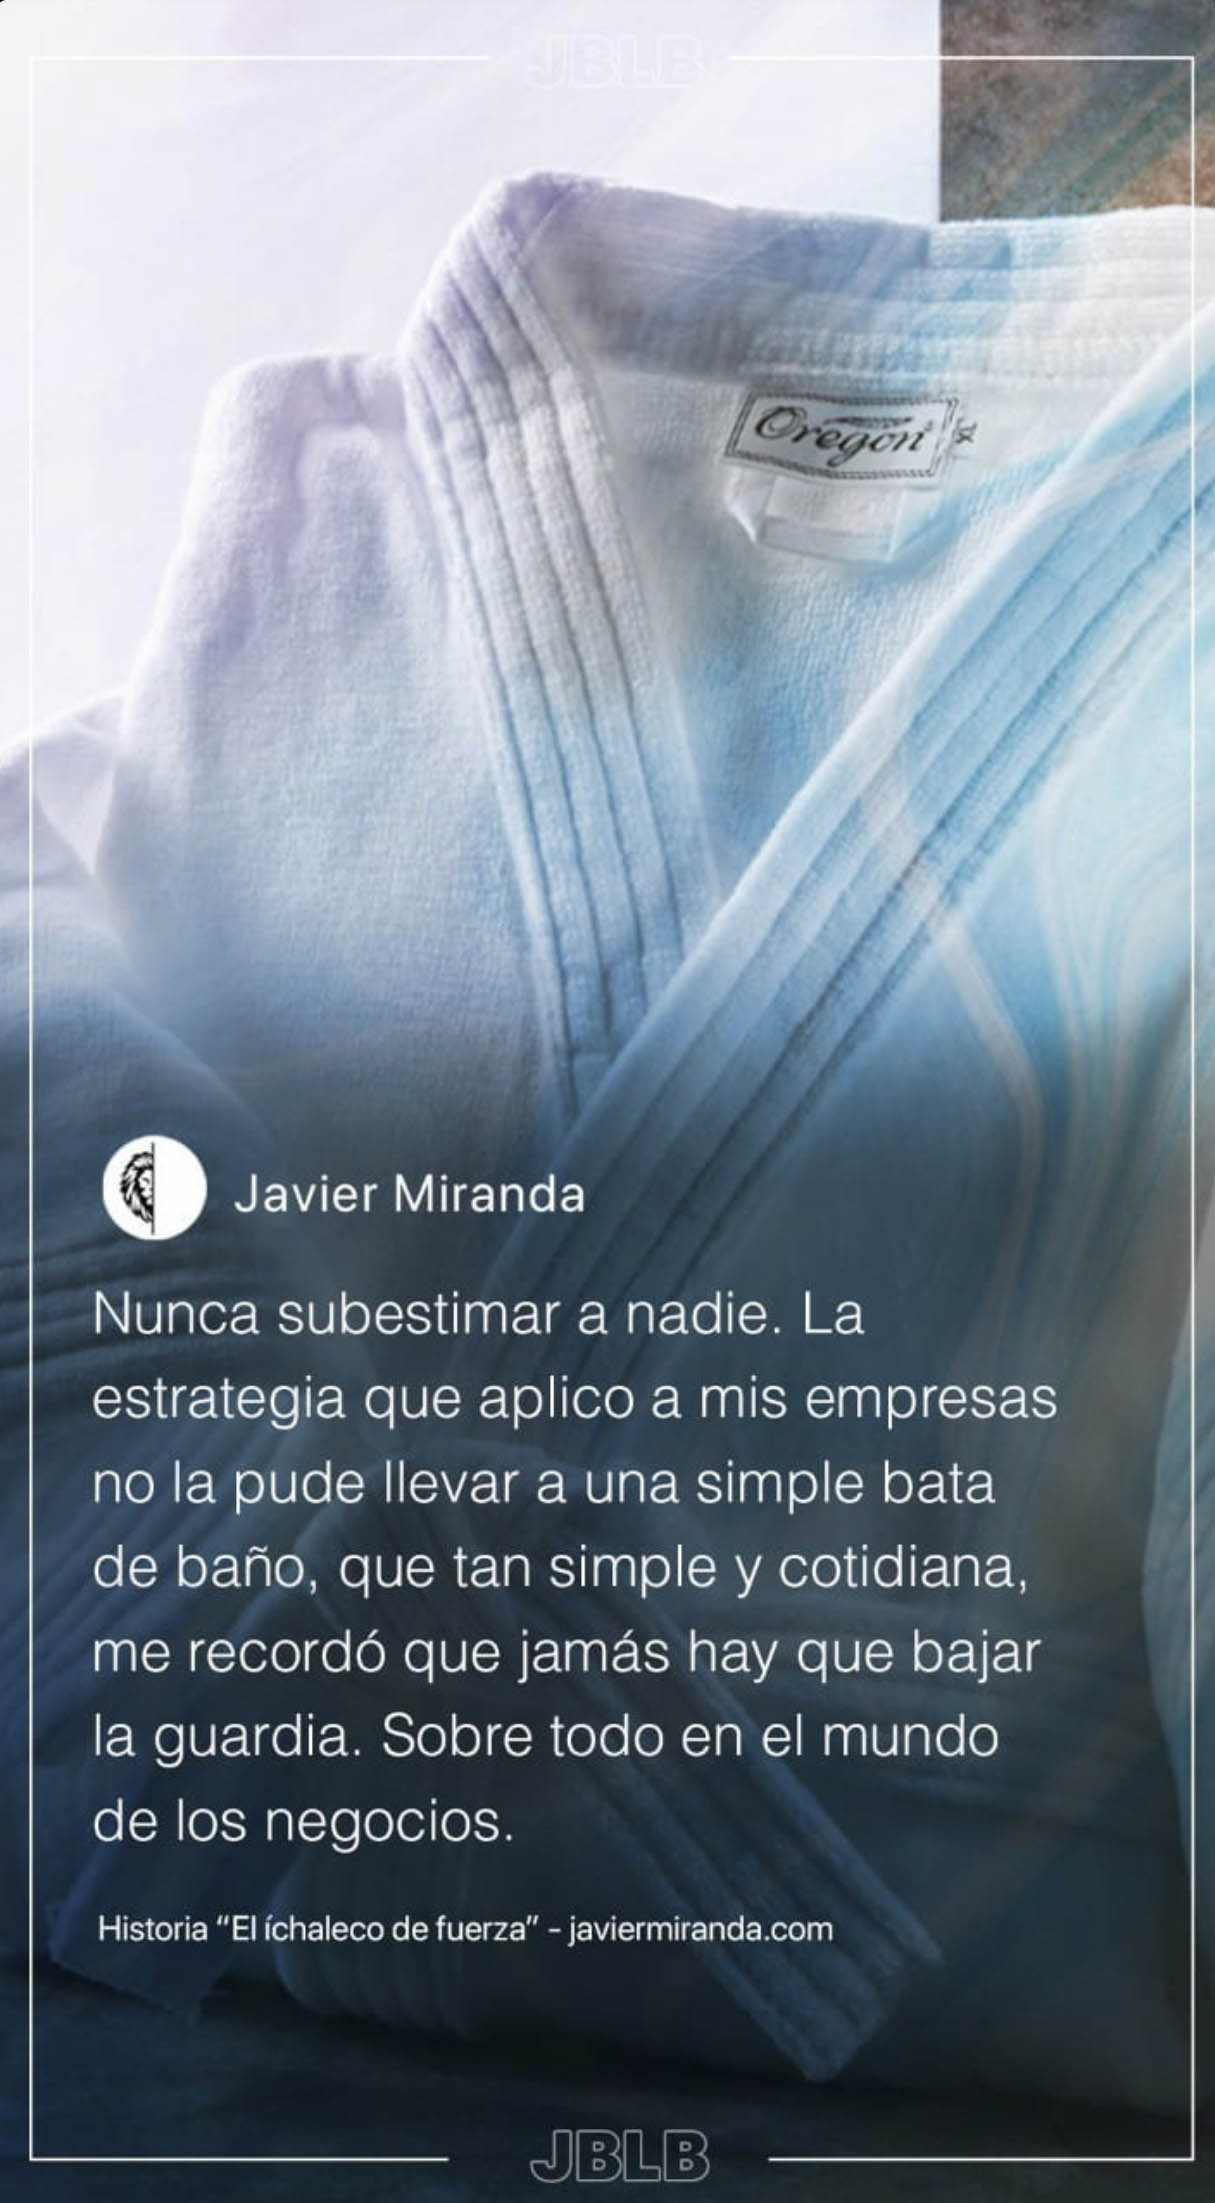 JBLB
Oregon
Javier Miranda
Nunca subestimar a nadie. La
estrategia que aplico a mis empresas
no la pude llevar a una simple bata
de baño, que tan simple y cotidiana,
me recordó que jamás hay que bajar
la guardia. Sobre todo en el mundo
de los negocios.
Historia “El íchaleco de fuerza” - javiermiranda.com
JBLB